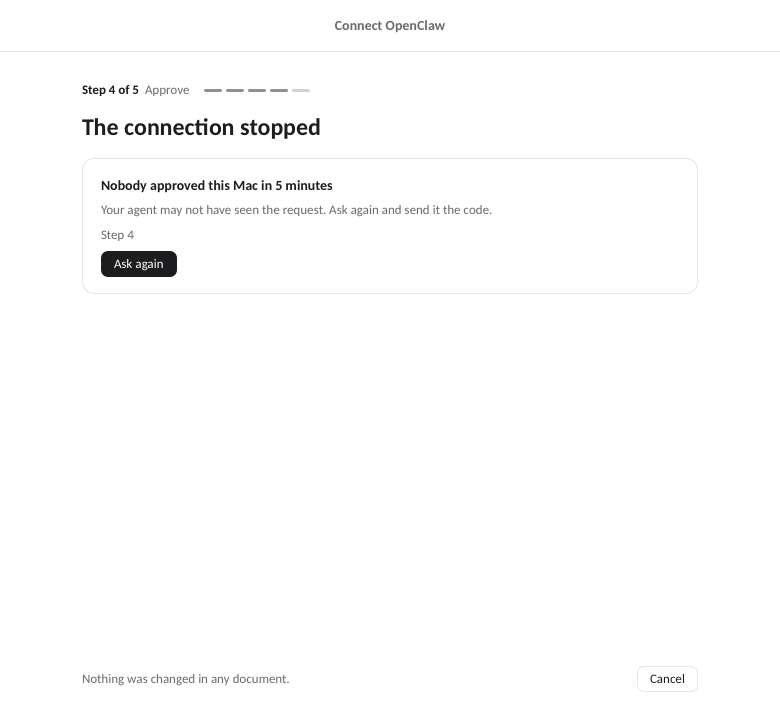 Connect OpenClaw
Step 4 of 5 Approve
The connection stopped
Nobody approved this Mac in 5 minutes
Your agent may not have seen the request. Ask again and send it the code.
Step 4
Ask again
Nothing was changed in any document.
Cancel